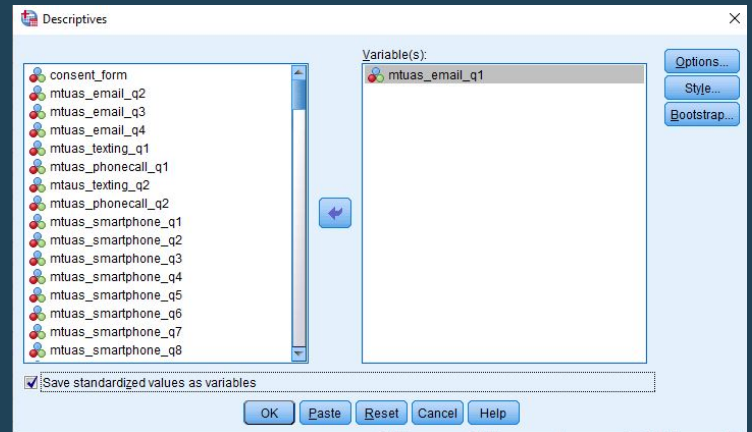 Descriptives
Variable(s):
consent_form
mtuas_email_q2
mtuas_email_q3
mtuas_email_q4
mtuas_texting_q1
mtuas_phonecall_q1
mtaus_texting_q2
mtuas_phonecall_q2
mtuas_smartphone_q1
mtuas_smartphone_q2
mtuas_smartphone_q3
mtuas_smartphone_q4
mtuas_smartphone_q5
mtuas_smartphone_q6
mtuas_smartphone_q7
mtuas_smartphone_q8
mtuas_email_q1
Options...
Style...
Bootstrap...
Save standardized values as variables
OK Paste Reset Cancel Help